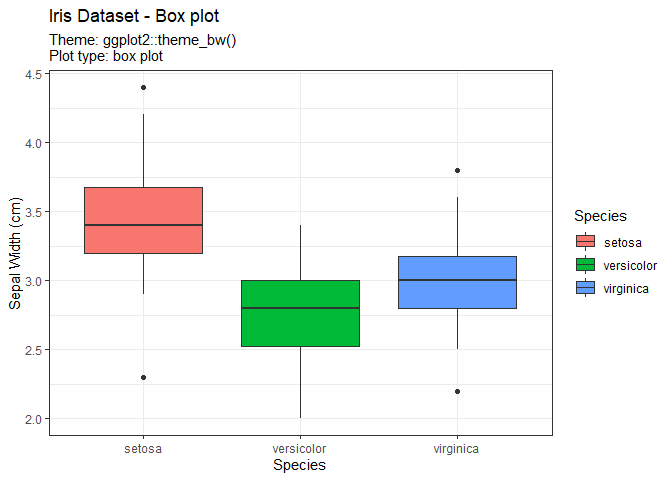 Iris Dataset - Box plot
Theme: ggplot2::theme_bw()
Plot type: box plot
4.5
4.0
3.5
3.0
2.5
2.0
Sepal Width (cm)
setosa
versicolor
virginica
Species
Species
setosa
versicolor
virginica